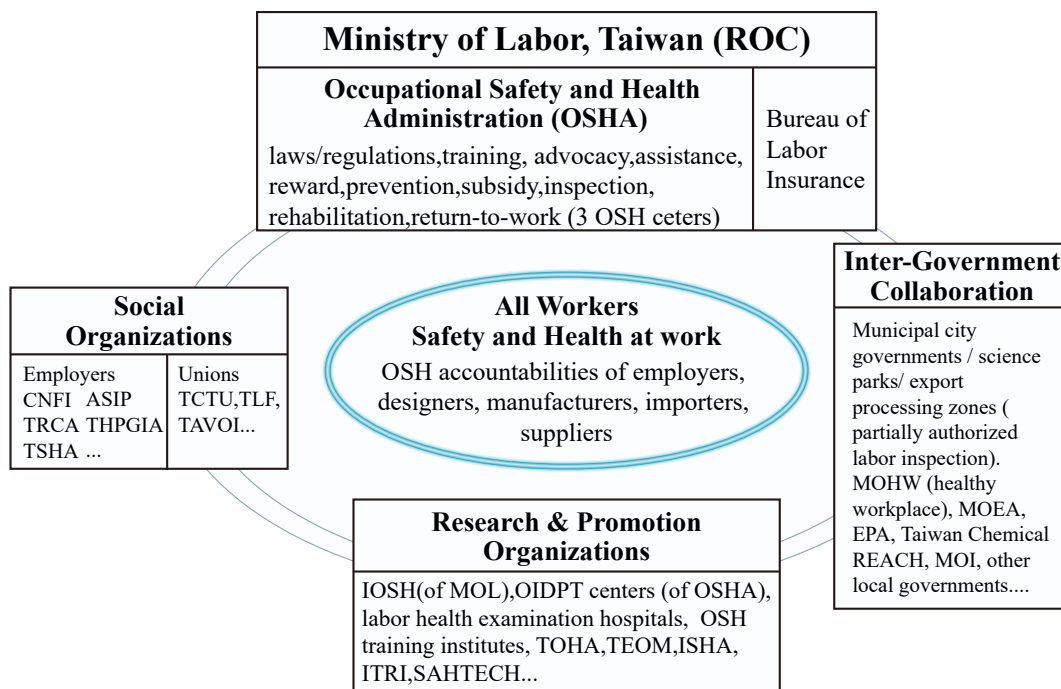 Ministry of Labor, Taiwan (ROC)
Occupational Safety and Health
Administration (OSHA)
laws/regulations,training, advocacy,assistance,
reward,prevention,subsidy,inspection,
rehabilitation,return-to-work (3 OSH ceters)
Bureau of
Labor
Insurance
Social
Organizations
Employers
CNFI ASIP
TRCA THPGIA
TSHA ...
Unions
TCTU,TLF,
TAVOI...
All Workers
Safety and Health at work
OSH accountabilities of employers,
designers, manufacturers, importers,
suppliers
Inter-Government
Collaboration
Municipal city
governments / science
parks/ export
processing zones (
partially authorized
labor inspection).
MOHW (healthy
workplace), MOEA,
EPA, Taiwan Chemical
REACH, MOI, other
local governments....
Research & Promotion
Organizations
IOSH(of MOL),OIDPT centers (of OSHA),
labor health examination hospitals, OSH
training institutes, TOHA,TEOM,ISHA,
ITRI,SAHTECH...